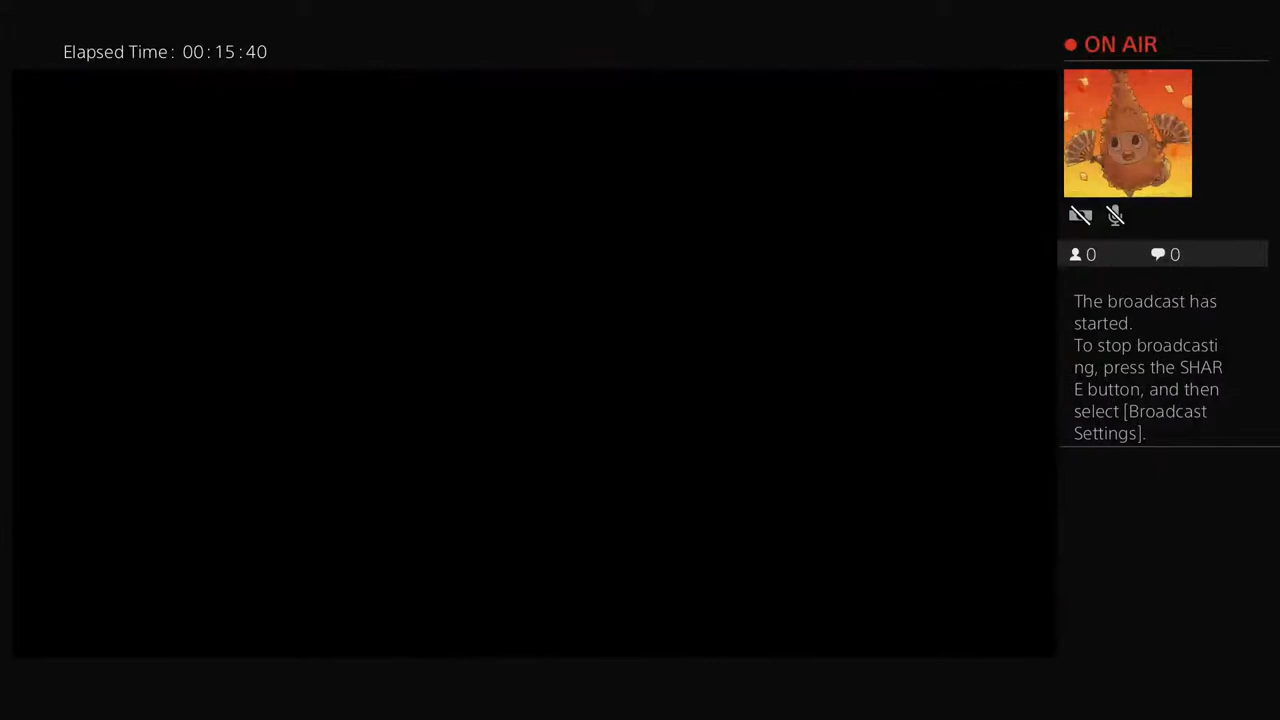 Elapsed Time: 00:15:40
ON AIR
0 0
The broadcast has
started.
To stop broadcasti
ng, press the SHAR
E button, and then
select [Broadcast
Settings].